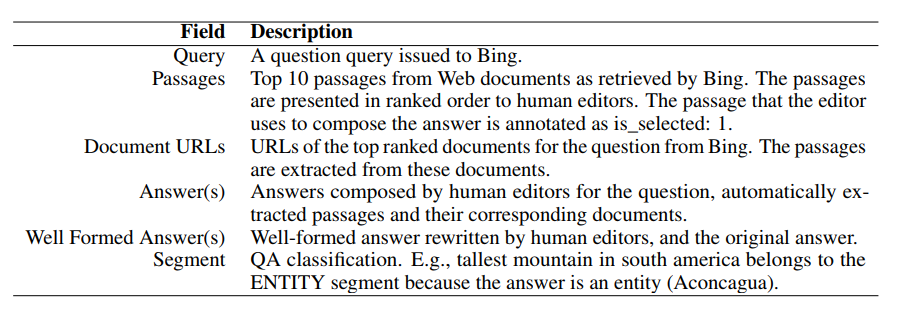 Field Description
Query A question query issued to Bing.
Passages Top 10 passages from Web documents as retrieved by Bing. The passages
are presented in ranked order to human editors. The passage that the editor
uses to compose the answer is annotated as is_selected: 1.
Document URLs URLs of the top ranked documents for the question from Bing. The passages
are extracted from these documents.
Answer(s) Answers composed by human editors for the question, automatically ex-
tracted passages and their corresponding documents.
Well Formed Answer(s) Well-formed answer rewritten by human editors, and the original answer.
Segment QA classification. E.g., tallest mountain in south america belongs to the
ENTITY segment because the answer is an entity (Aconcagua).